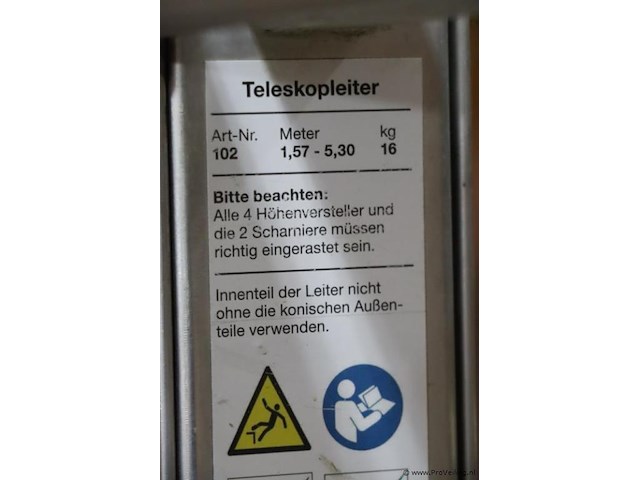 Teleskopleiter
Art-Nr. Meter kg
102 1,57 - 5,30 16
Bitte beachten:
Alle 4 Höhenversteller und
die 2 Scharniere müssen
richtig eingerastet sein.
Innenteil der Leiter nicht
ohne die konischen Außen-
teile verwenden.
© www.ProVeiling.nl